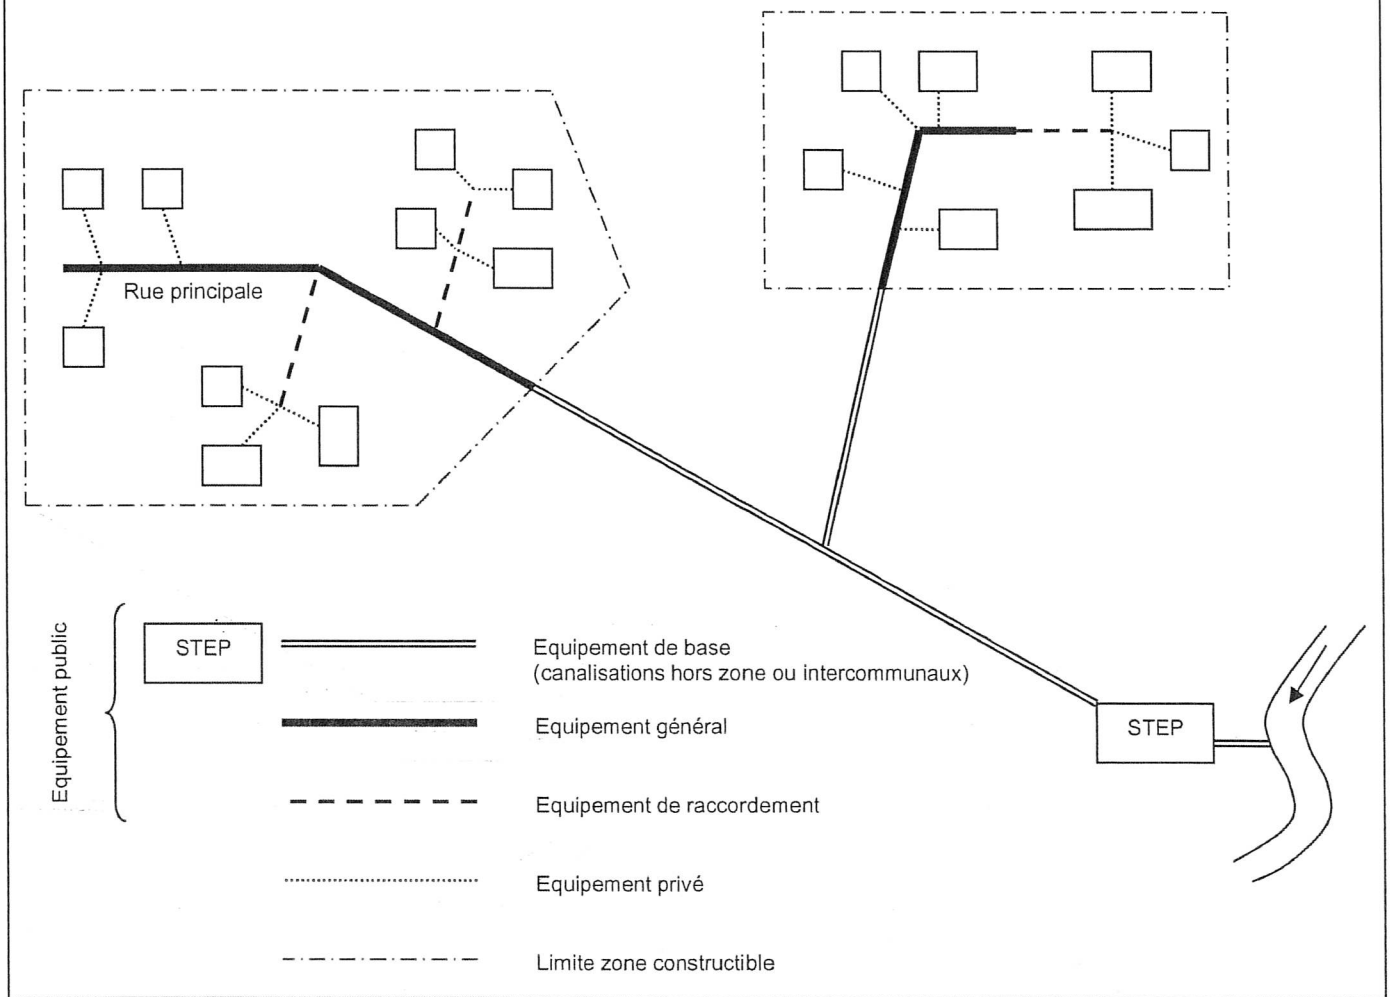 Rue principale
Equipement public
STEP
Equipement de base
(canalisations hors zone ou intercommunaux)
Equipement général
STEP
Equipement de raccordement
Equipement privé
Limite zone constructible